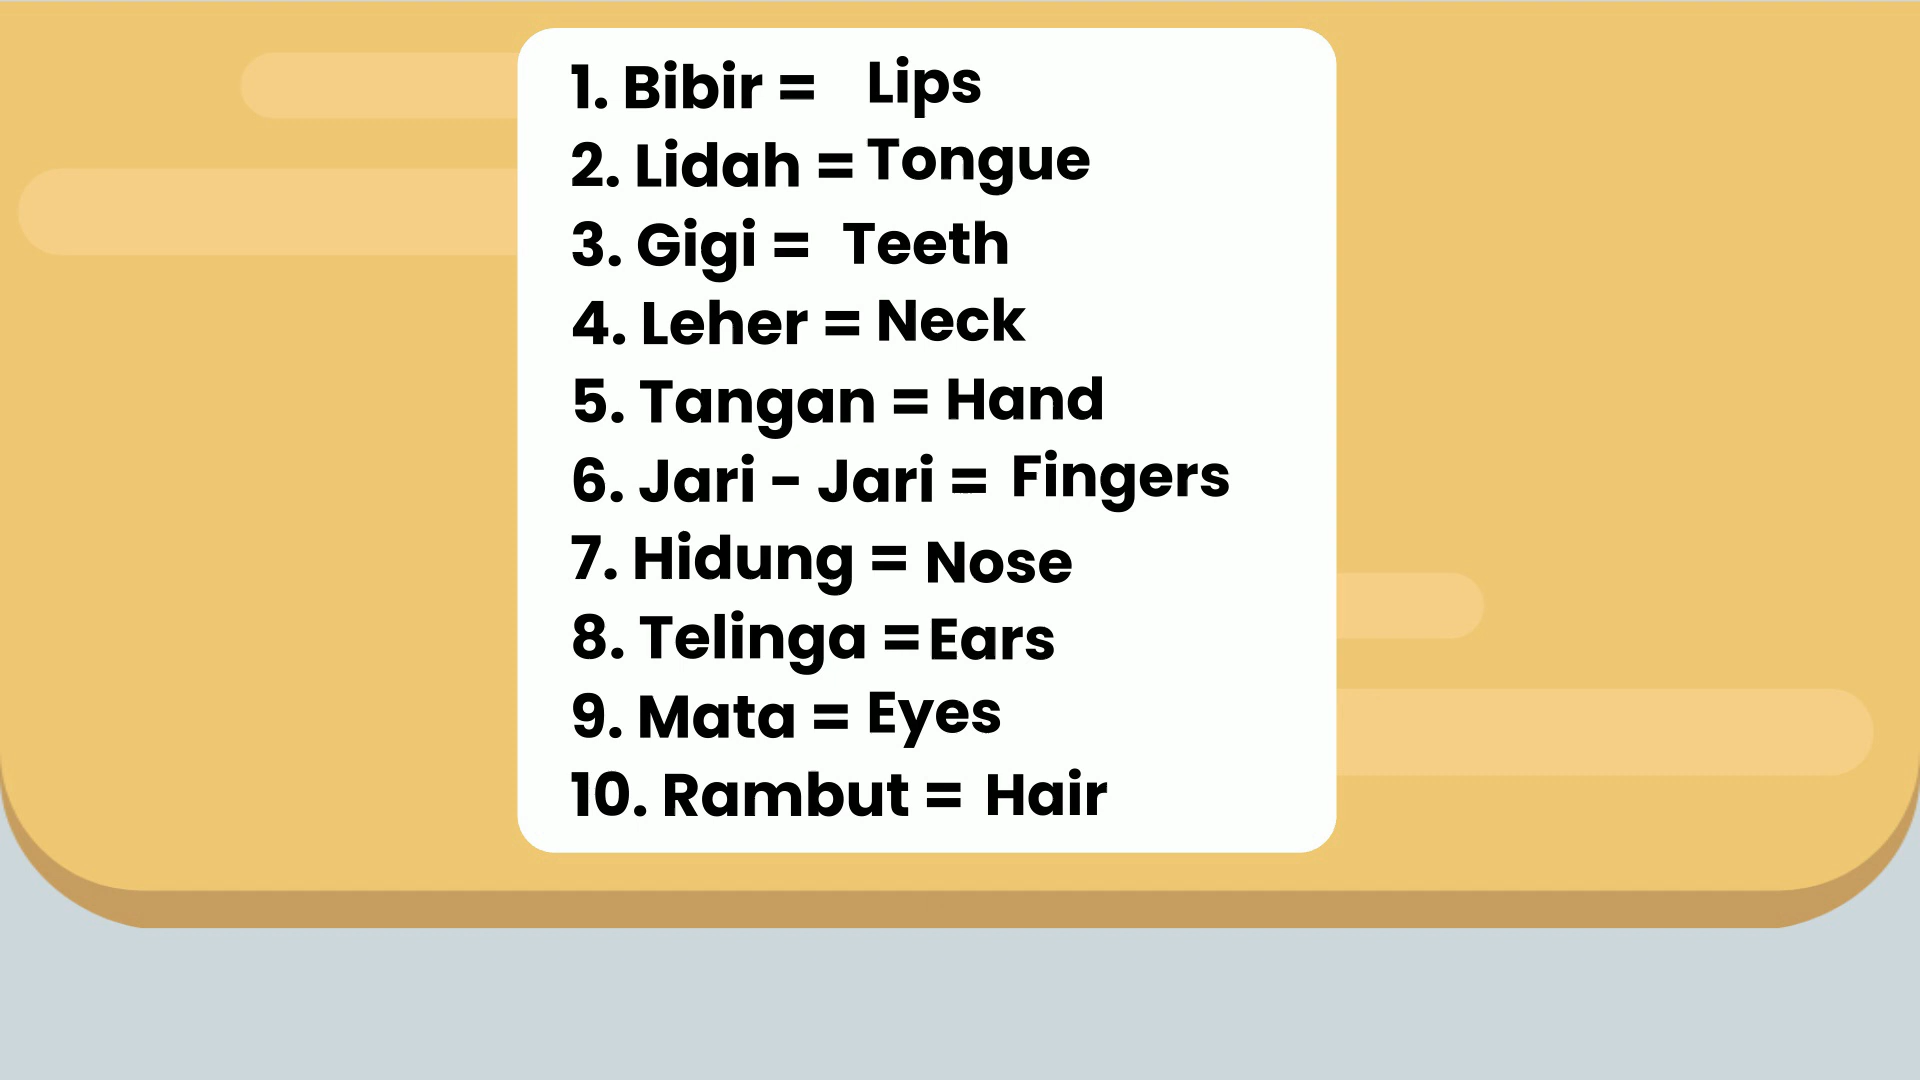 1. Bibir = Lips
2. Lidah = Tongue
3. Gigi = Teeth
4. Leher = Neck
5. Tangan = Hand
6. Jari - Jari = Fingers
7. Hidung = Nose
8. Telinga = Ears
9. Mata = Eyes
10. Rambut = Hair